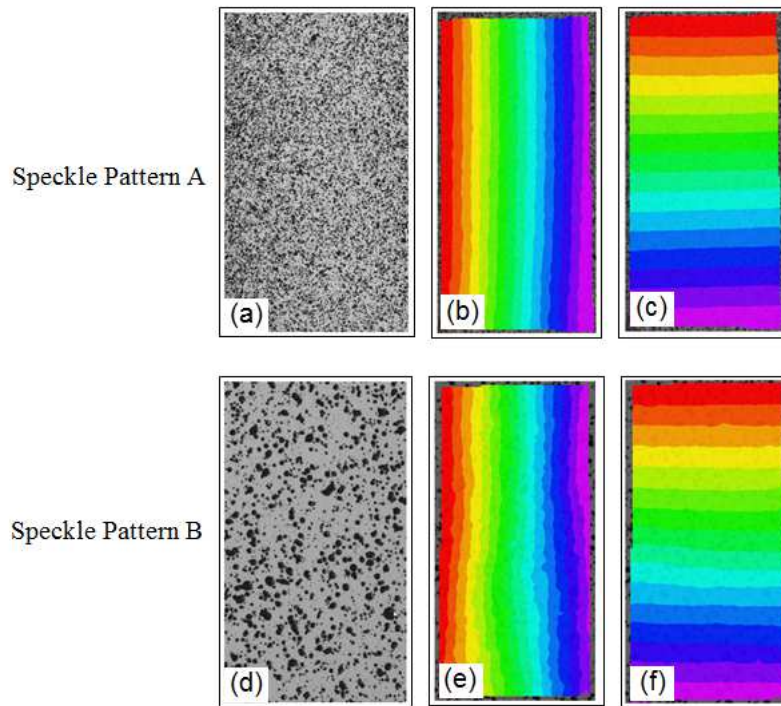 Speckle Pattern A
(a)
(b)
(c)
Speckle Pattern B
(d)
(e)
(f)